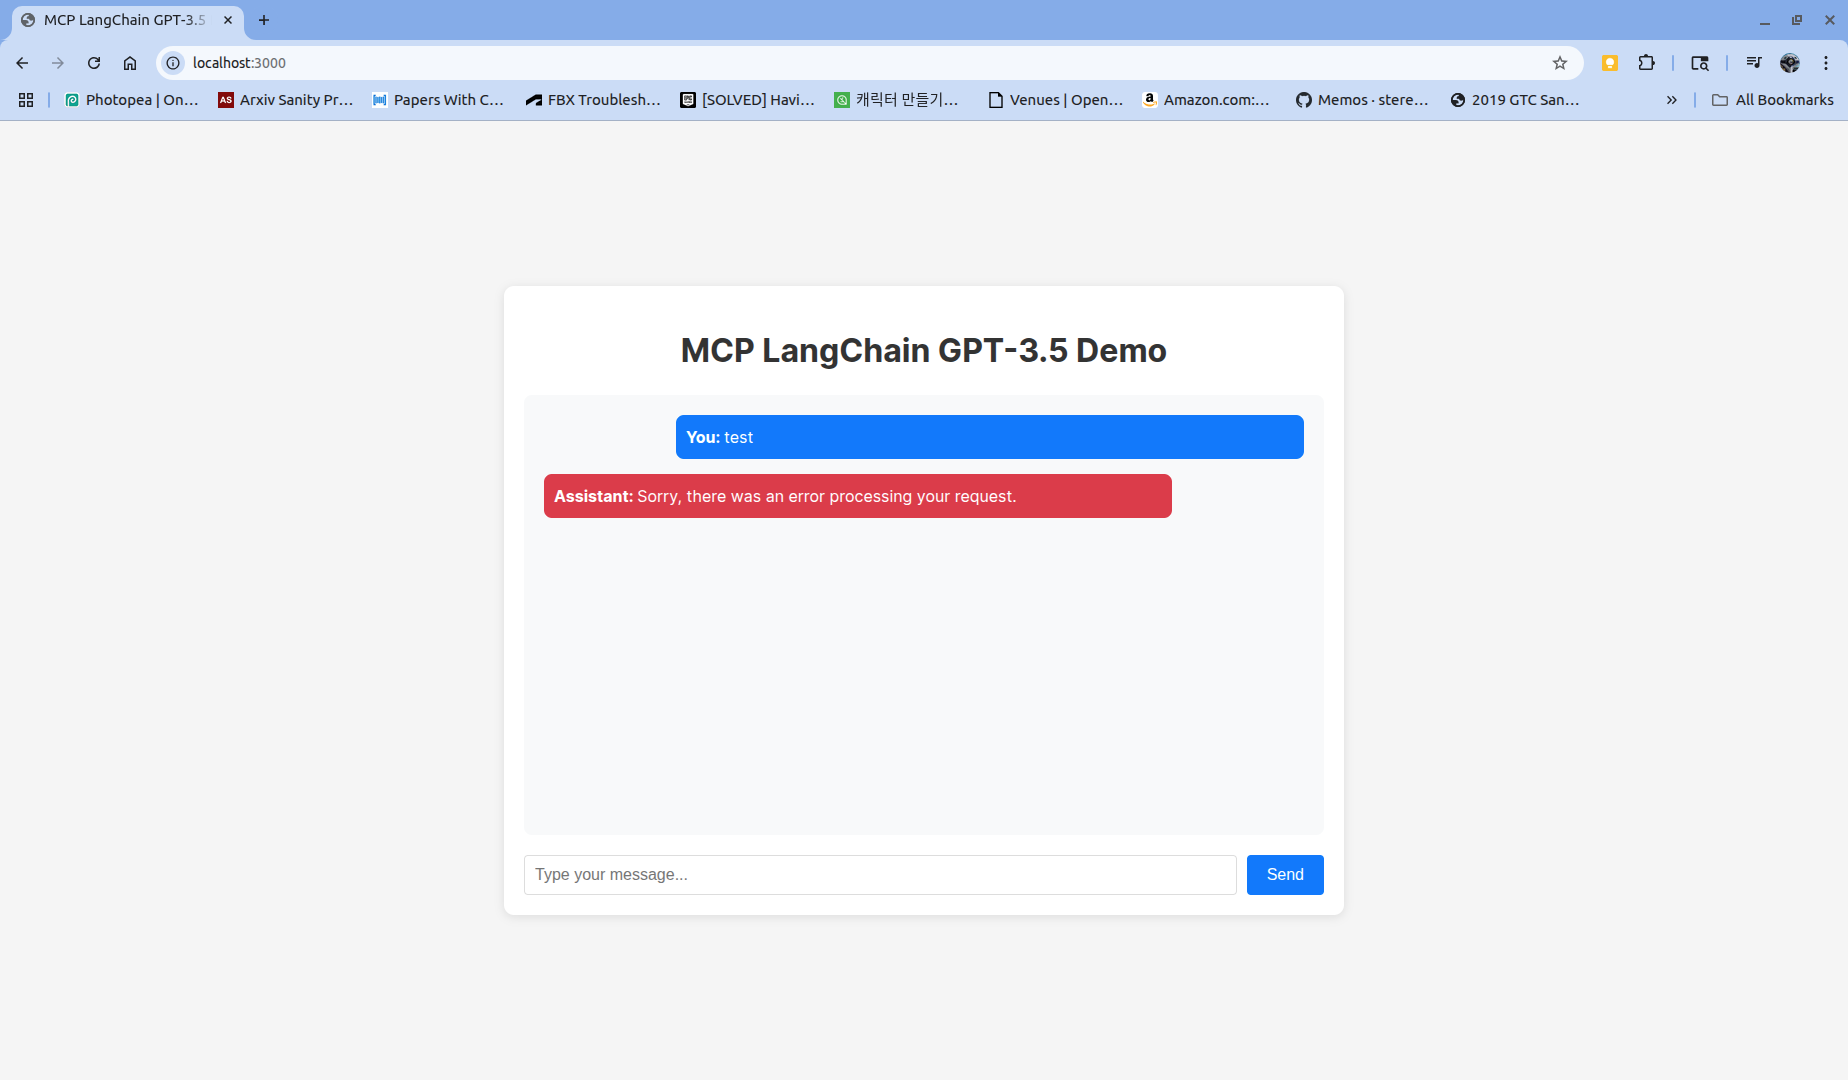 MCP LangChain GPT-3.5
localhost:3000
Photopea | On... Arxiv Sanity Pr... Papers With C... FBX Troublesh... [SOLVED] Havi... 캐릭터 만들기... Venues | Open... Amazon.com:... Memos · stere... 2019 GTC San... » All Bookmarks
MCP LangChain GPT-3.5 Demo
You: test
Assistant: Sorry, there was an error processing your request.
Type your message... Send